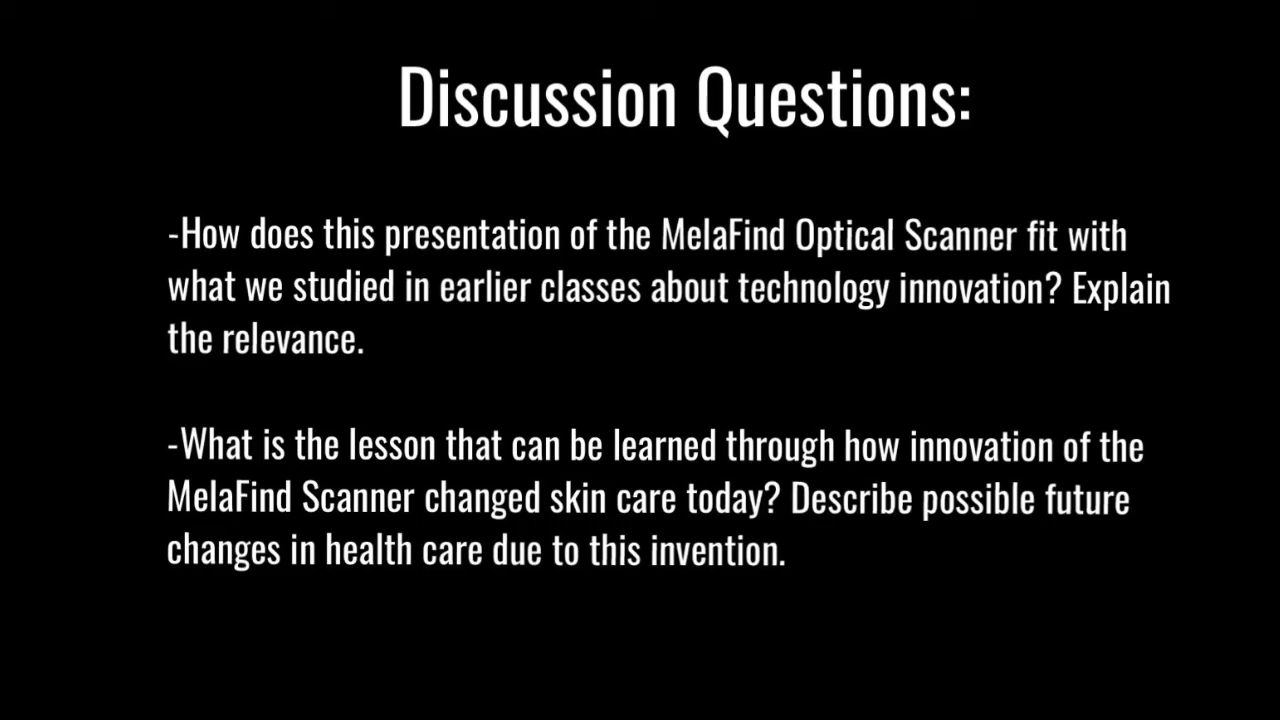 Discussion Questions:
-How does this presentation of the MelaFind Optical Scanner fit with
what we studied in earlier classes about technology innovation? Explain
the relevance.
-What is the lesson that can be learned through how innovation of the
MelaFind Scanner changed skin care today? Describe possible future
changes in health care due to this invention.